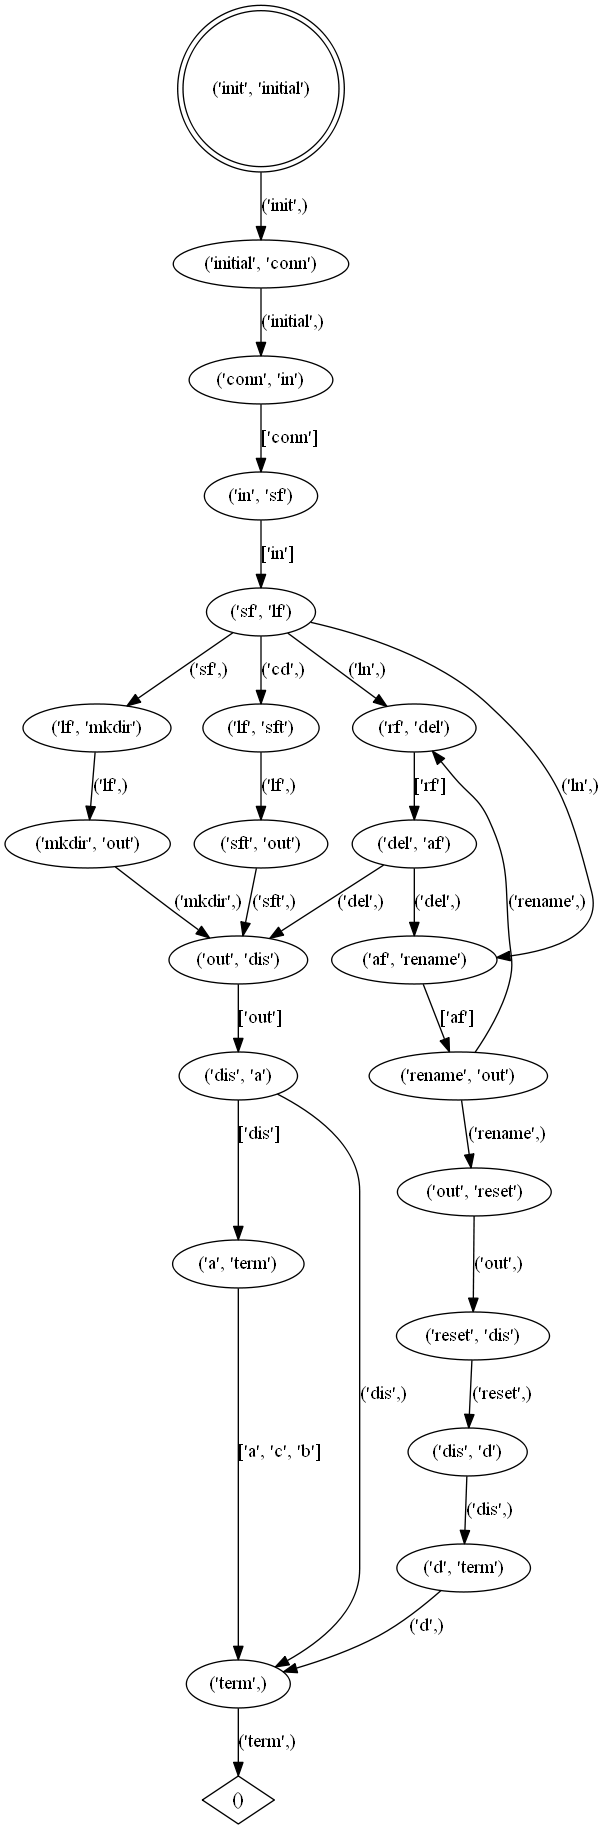 ('init', 'initial')
('init',)
('initial', 'conn')
('initial',)
('conn', 'in')
['conn']
('in', 'sf')
['in']
('sf', 'lf')
('sf',)
('cd',)
('ln',)
('lf', 'mkdir')
('lf', 'sft')
('rf', 'del')
('lf',)
('lf',)
['rf']
('ln',)
('mkdir', 'out')
('sft', 'out')
('del', 'af')
('mkdir',)
('sft',)
('del',)
('del',)
('rename',)
('out', 'dis')
('af', 'rename')
['out']
['af']
('dis', 'a')
('rename', 'out')
['dis']
('rename',)
('out', 'reset')
('a', 'term')
('out',)
('reset', 'dis')
('dis',)
('reset',)
['a', 'c', 'b']
('dis', 'd')
('dis',)
('d', 'term')
('d',)
('term',)
('term',)
()